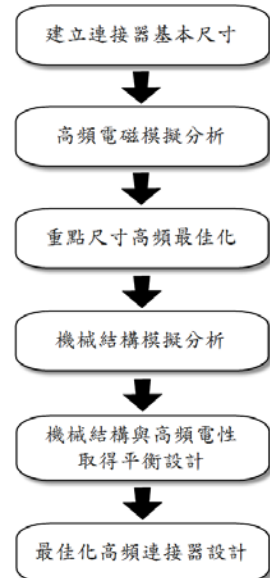 建立連接器基本尺寸
高頻電磁模擬分析
重點尺寸高頻最佳化
機械結構模擬分析
機械結構與高頻電性
取得平衡設計
最佳化高頻連接器設計